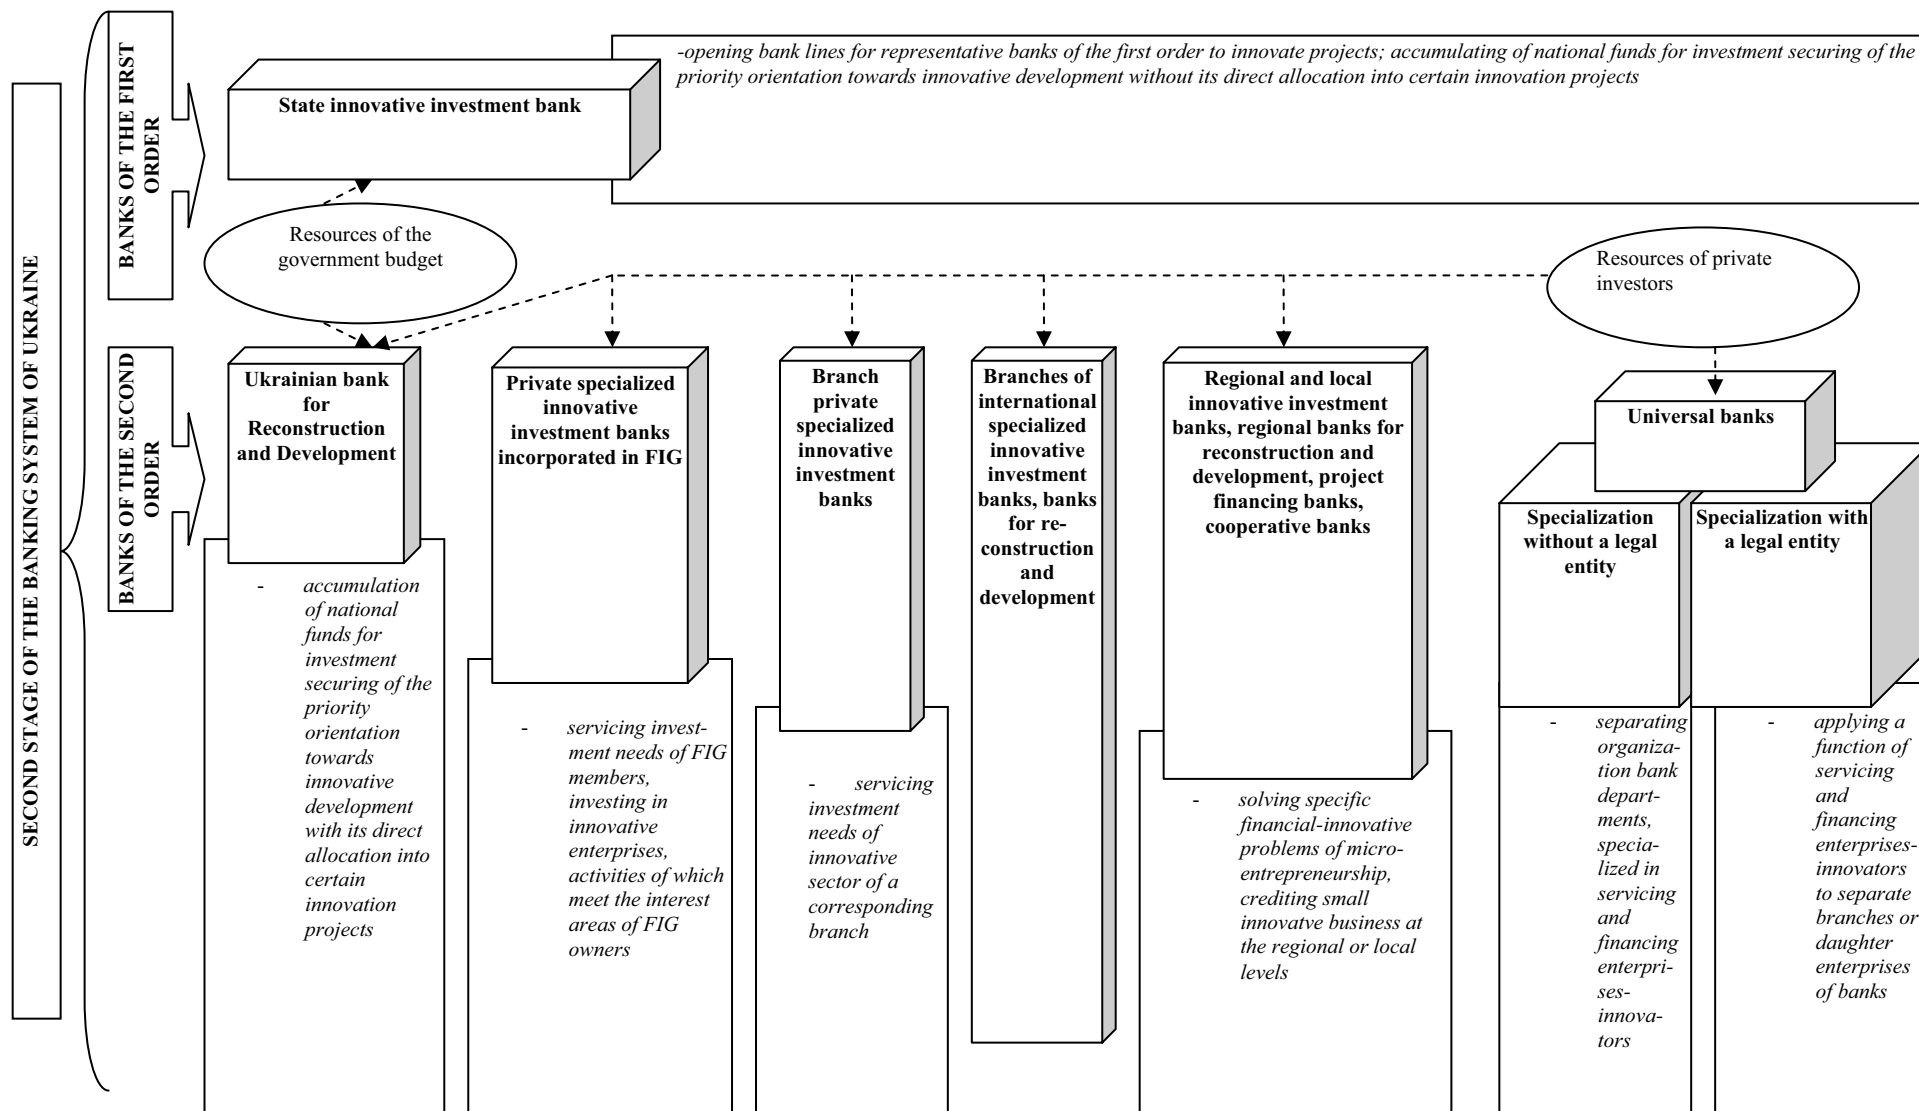 SECOND STAGE OF THE BANKING SYSTEM OF UKRAINE
BANKS OF THE FIRST
ORDER
State innovative investment bank
-opening bank lines for representative banks of the first order to innovate projects; accumulating of national funds for investment securing of the
priority orientation towards innovative development without its direct allocation into certain innovation projects
Resources of the
government budget
Resources of private
investors
BANKS OF THE SECOND
ORDER
Ukrainian bank
for
Reconstruction
and Development
- accumulation
of national
funds for
investment
securing of the
priority
orientation
towards
innovative
development
with its direct
allocation into
certain
innovation
projects
Private specialized
innovative
investment banks
incorporated in FIG
- servicing invest-
ment needs of FIG
members,
investing in
innovative
enterprises,
activities of which
meet the interest
areas of FIG
owners
Branch
private
specialized
innovative
investment
banks
- servicing
investment
needs of
innovative
sector of a
corresponding
branch
Branches of
international
specialized
innovative
investment
banks, banks
for re-
construction
and
development
Regional and local
innovative investment
banks, regional banks for
reconstruction and
development, project
financing banks,
cooperative banks
- solving specific
financial-innovative
problems of micro-
entrepreneurship,
crediting small
innovatve business at
the regional or local
levels
Universal banks
Specialization
without a legal
entity
- separating
organiza-
tion bank
depart-
ments,
specia-
lized in
servicing
and
financing
enterpri-
ses-
innova-
tors
Specialization with
a legal entity
- applying a
function of
servicing
and
financing
enterprises-
innovators
to separate
branches or
daughter
enterprises
of banks